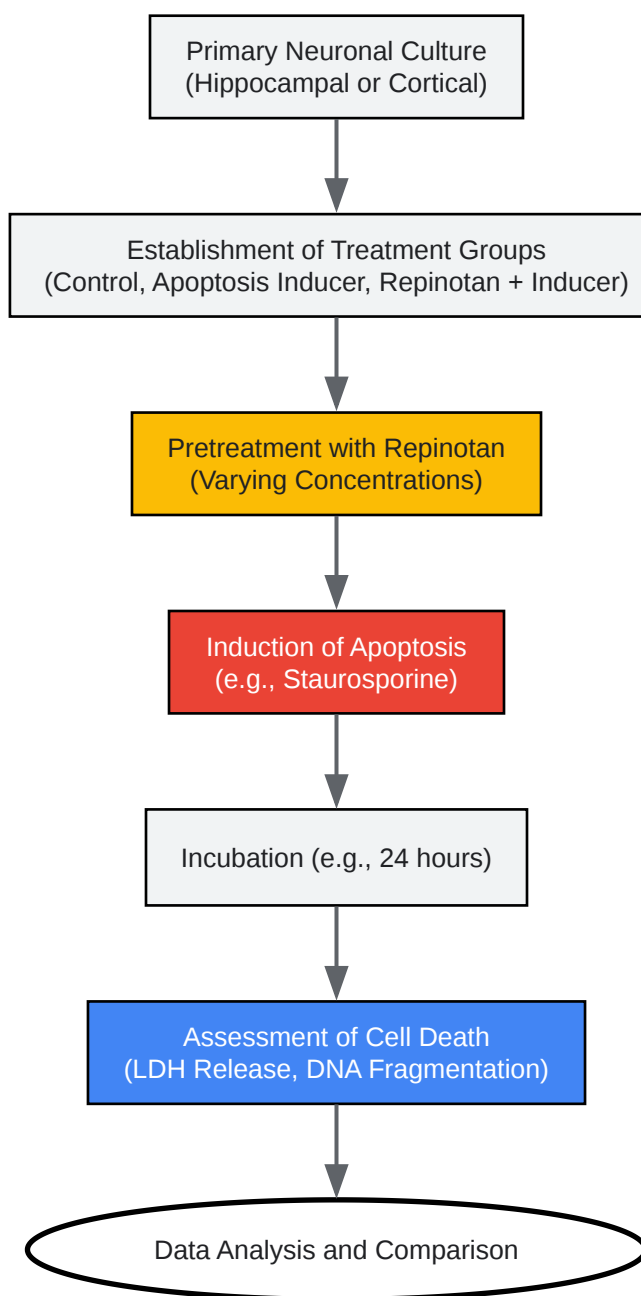 Primary Neuronal Culture
(Hippocampal or Cortical)
Establishment of Treatment Groups
(Control, Apoptosis Inducer, Repinotan + Inducer)
Pretreatment with Repinotan
(Varying Concentrations)
Induction of Apoptosis
(e.g., Staurosporine)
Incubation (e.g., 24 hours)
Assessment of Cell Death
(LDH Release, DNA Fragmentation)
Data Analysis and Comparison